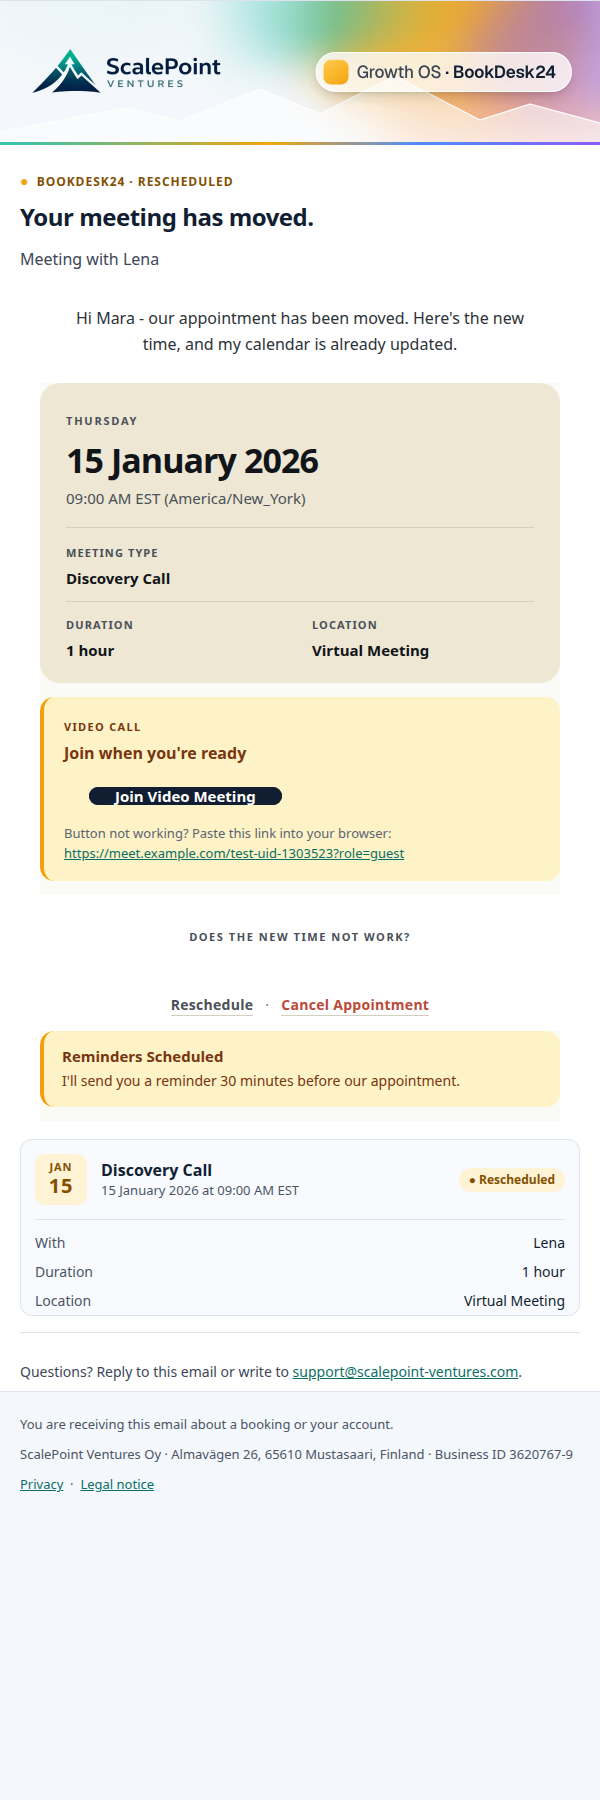 ScalePoint
VENTURES
Growth OS · BookDesk24
● BOOKDESK24 · RESCHEDULED
Your meeting has moved.
Meeting with Lena
Hi Mara - our appointment has been moved. Here's the new
time, and my calendar is already updated.
THURSDAY
15 January 2026
09:00 AM EST (America/New_York)
MEETING TYPE
Discovery Call
DURATION LOCATION
1 hour Virtual Meeting
VIDEO CALL
Join when you're ready
Join Video Meeting
Button not working? Paste this link into your browser:
https://meet.example.com/test-uid-1303523?role=guest
DOES THE NEW TIME NOT WORK?
Reschedule · Cancel Appointment
Reminders Scheduled
I'll send you a reminder 30 minutes before our appointment.
JAN
15
Discovery Call
15 January 2026 at 09:00 AM EST
● Rescheduled
With Lena
Duration 1 hour
Location Virtual Meeting
Questions? Reply to this email or write to support@scalepoint-ventures.com.
You are receiving this email about a booking or your account.
ScalePoint Ventures Oy · Almavägen 26, 65610 Mustasaari, Finland · Business ID 3620767-9
Privacy · Legal notice